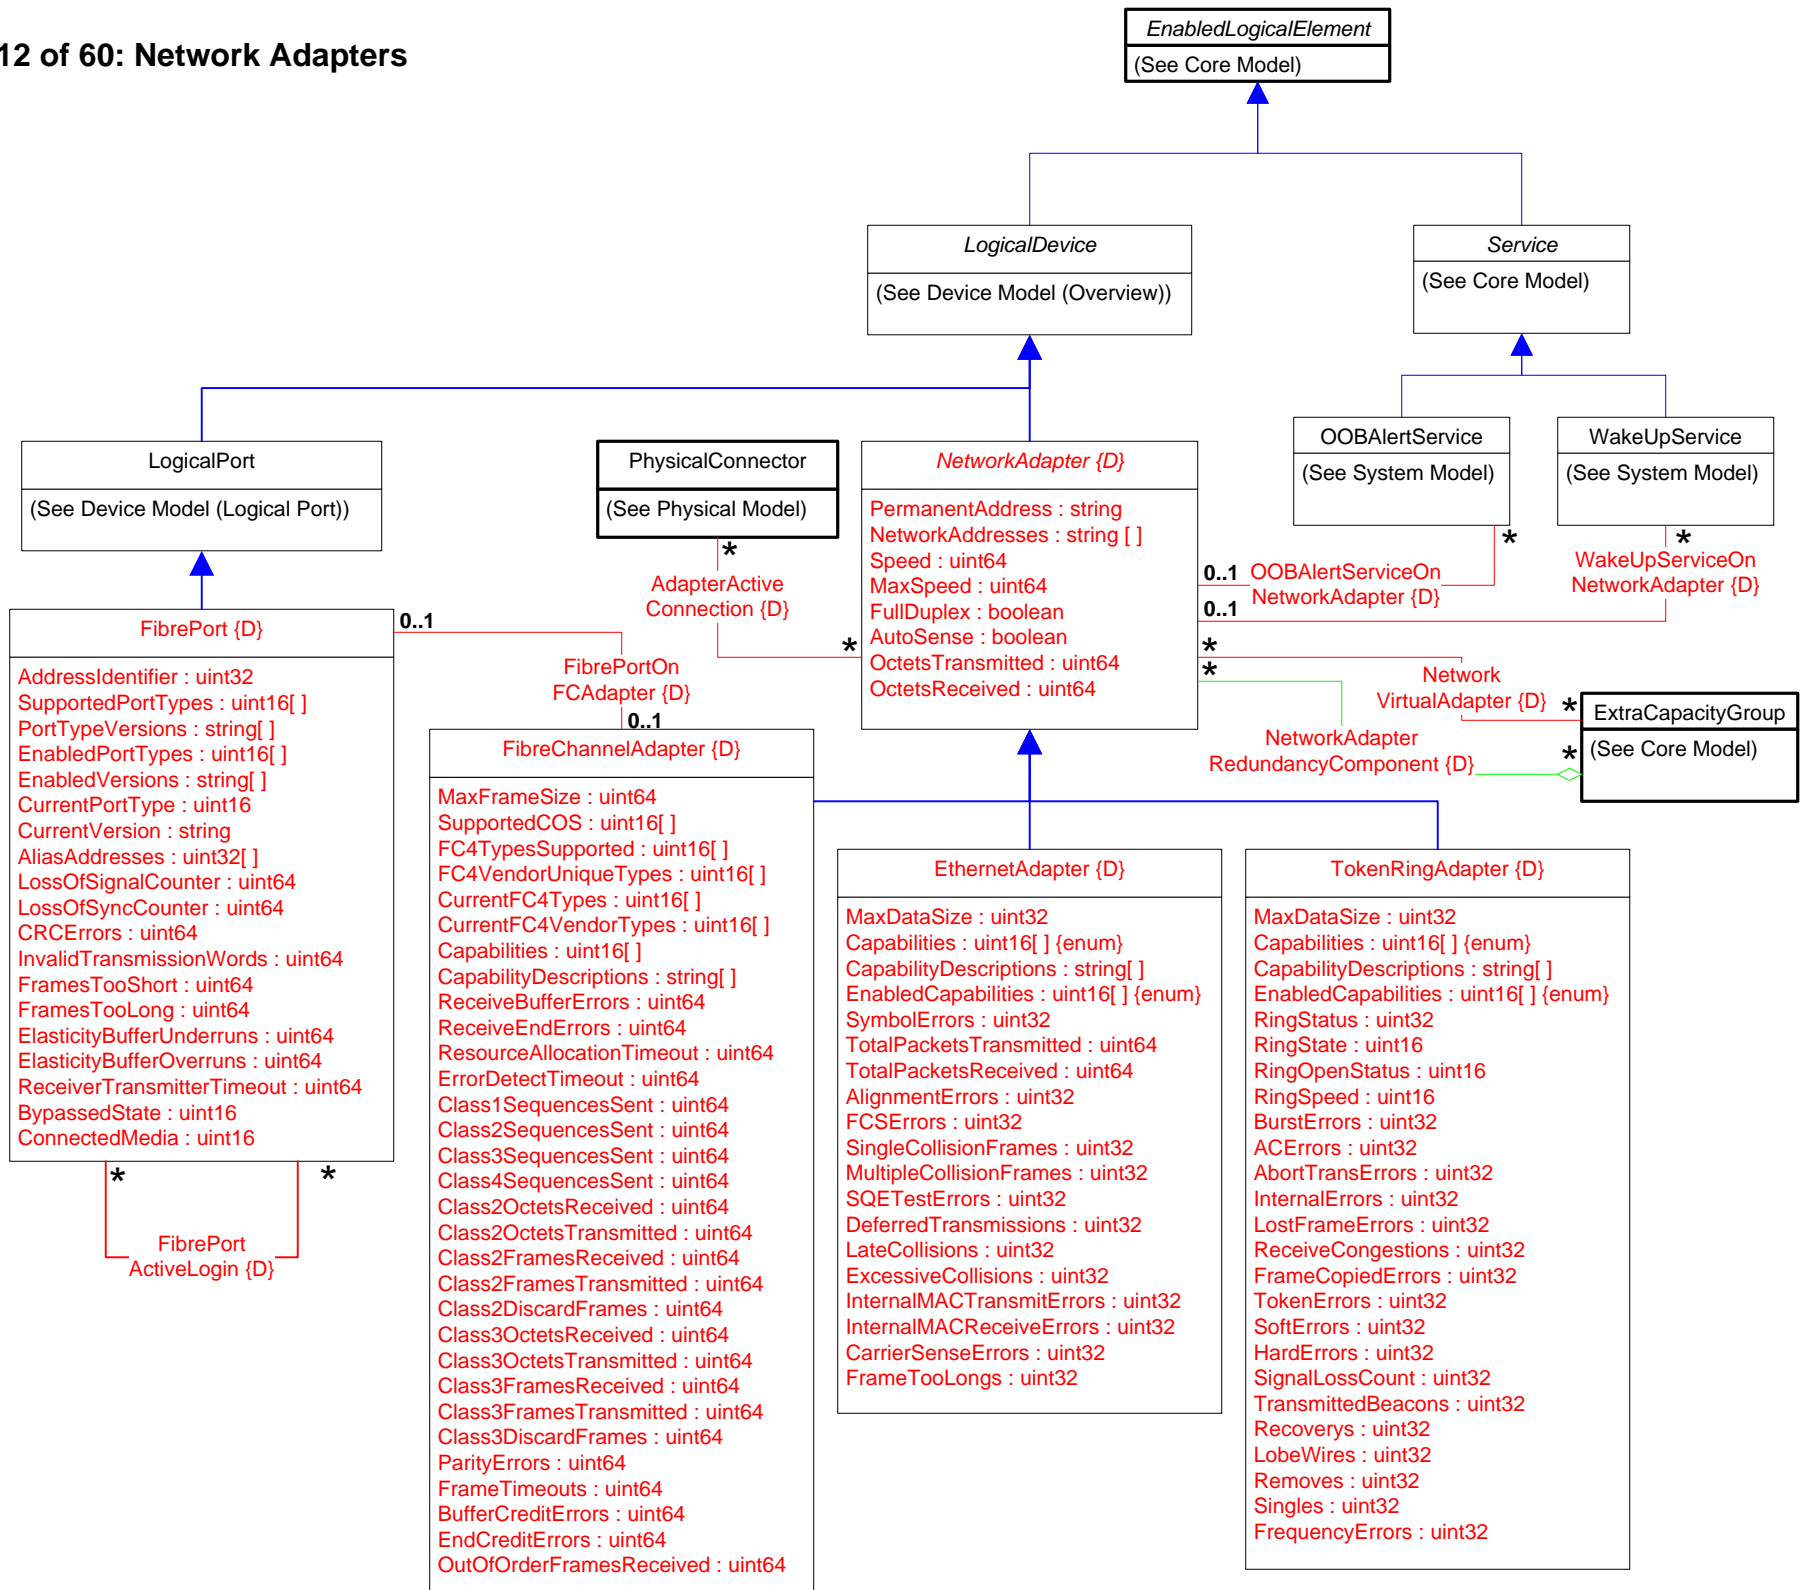 12 of 60: Network Adapters
EnabledLogicalElement
(See Core Model)
LogicalDevice
(See Device Model (Overview))
Service
(See Core Model)
LogicalPort
(See Device Model (Logical Port))
PhysicalConnector
(See Physical Model)
*
AdapterActive
Connection {D}
*
NetworkAdapter {D}
PermanentAddress : string
NetworkAddresses : string [ ]
Speed : uint64
MaxSpeed : uint64
FullDuplex : boolean
AutoSense : boolean
OctetsTransmitted : uint64
OctetsReceived : uint64
OOBAlertService
(See System Model)
*
WakeUpService
(See System Model)
*
0..1
OOBAlertServiceOn
NetworkAdapter {D}
WakeUpServiceOn
NetworkAdapter {D}
0..1
*
*
Network
VirtualAdapter {D}
*
NetworkAdapter
RedundancyComponent {D}
*
ExtraCapacityGroup
(See Core Model)
FibrePort {D}
AddressIdentifier : uint32
SupportedPortTypes : uint16[ ]
PortTypeVersions : string[ ]
EnabledPortTypes : uint16[ ]
EnabledVersions : string[ ]
CurrentPortType : uint16
CurrentVersion : string
AliasAddresses : uint32[ ]
LossOfSignalCounter : uint64
LossOfSyncCounter : uint64
CRCErrors : uint64
InvalidTransmissionWords : uint64
FramesTooShort : uint64
FramesTooLong : uint64
ElasticityBufferUnderruns : uint64
ElasticityBufferOverruns : uint64
ReceiverTransmitterTimeout : uint64
BypassedState : uint16
ConnectedMedia : uint16
*
*
FibrePort
ActiveLogin {D}
0..1
FibrePortOn
FCAdapter {D}
0..1
FibreChannelAdapter {D}
MaxFrameSize : uint64
SupportedCOS : uint16[ ]
FC4TypesSupported : uint16[ ]
FC4VendorUniqueTypes : uint16[ ]
CurrentFC4Types : uint16[ ]
CurrentFC4VendorTypes : uint16[ ]
Capabilities : uint16[ ]
CapabilityDescriptions : string[ ]
ReceiveBufferErrors : uint64
ReceiveEndErrors : uint64
ResourceAllocationTimeout : uint64
ErrorDetectTimeout : uint64
Class1SequencesSent : uint64
Class2SequencesSent : uint64
Class3SequencesSent : uint64
Class4SequencesSent : uint64
Class2OctetsReceived : uint64
Class2OctetsTransmitted : uint64
Class2FramesReceived : uint64
Class2FramesTransmitted : uint64
Class2DiscardFrames : uint64
Class3OctetsReceived : uint64
Class3OctetsTransmitted : uint64
Class3FramesReceived : uint64
Class3FramesTransmitted : uint64
Class3DiscardFrames : uint64
ParityErrors : uint64
FrameTimeouts : uint64
BufferCreditErrors : uint64
EndCreditErrors : uint64
OutOfOrderFramesReceived : uint64
EthernetAdapter {D}
MaxDataSize : uint32
Capabilities : uint16[ ] {enum}
CapabilityDescriptions : string[ ]
EnabledCapabilities : uint16[ ] {enum}
SymbolErrors : uint32
TotalPacketsTransmitted : uint64
TotalPacketsReceived : uint64
AlignmentErrors : uint32
FCSErrors : uint32
SingleCollisionFrames : uint32
MultipleCollisionFrames : uint32
SQETestErrors : uint32
DeferredTransmissions : uint32
LateCollisions : uint32
ExcessiveCollisions : uint32
InternalMACTransmitErrors : uint32
InternalMACReceiveErrors : uint32
CarrierSenseErrors : uint32
FrameTooLongs : uint32
TokenRingAdapter {D}
MaxDataSize : uint32
Capabilities : uint16[ ] {enum}
CapabilityDescriptions : string[ ]
EnabledCapabilities : uint16[ ] {enum}
RingStatus : uint32
RingState : uint16
RingOpenStatus : uint16
RingSpeed : uint16
BurstErrors : uint32
ACErrors : uint32
AbortTransErrors : uint32
InternalErrors : uint32
LostFrameErrors : uint32
ReceiveCongestions : uint32
FrameCopiedErrors : uint32
TokenErrors : uint32
SoftErrors : uint32
HardErrors : uint32
SignalLossCount : uint32
TransmittedBeacons : uint32
Recoverys : uint32
LobeWires : uint32
Removes : uint32
Singles : uint32
FrequencyErrors : uint32